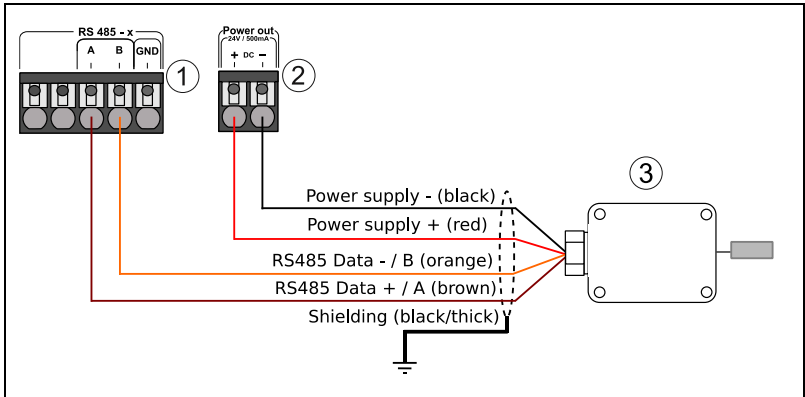 RS 485 - x
A B GND
1
Power out
24V / 500mA
+ DC –
2
3
Power supply - (black)
Power supply + (red)
RS485 Data - / B (orange)
RS485 Data + / A (brown)
Shielding (black/thick)